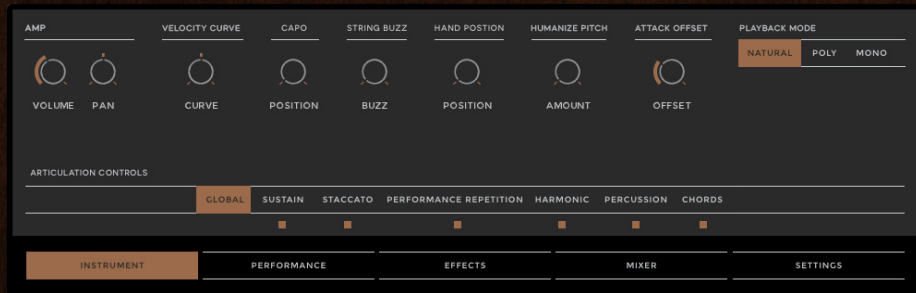 AMP VELOCITY CURVE CAPO STRING BUZZ HAND POSTION HUMANIZE PITCH ATTACK OFFSET PLAYBACK MODE
NATURAL POLY MONO
VOLUME PAN CURVE POSITION BUZZ POSITION AMOUNT OFFSET
ARTICULATION CONTROLS
GLOBAL SUSTAIN STACCATO PERFORMANCE REPETITION HARMONIC PERCUSSION CHORDS
INSTRUMENT PERFORMANCE EFFECTS MIXER SETTINGS